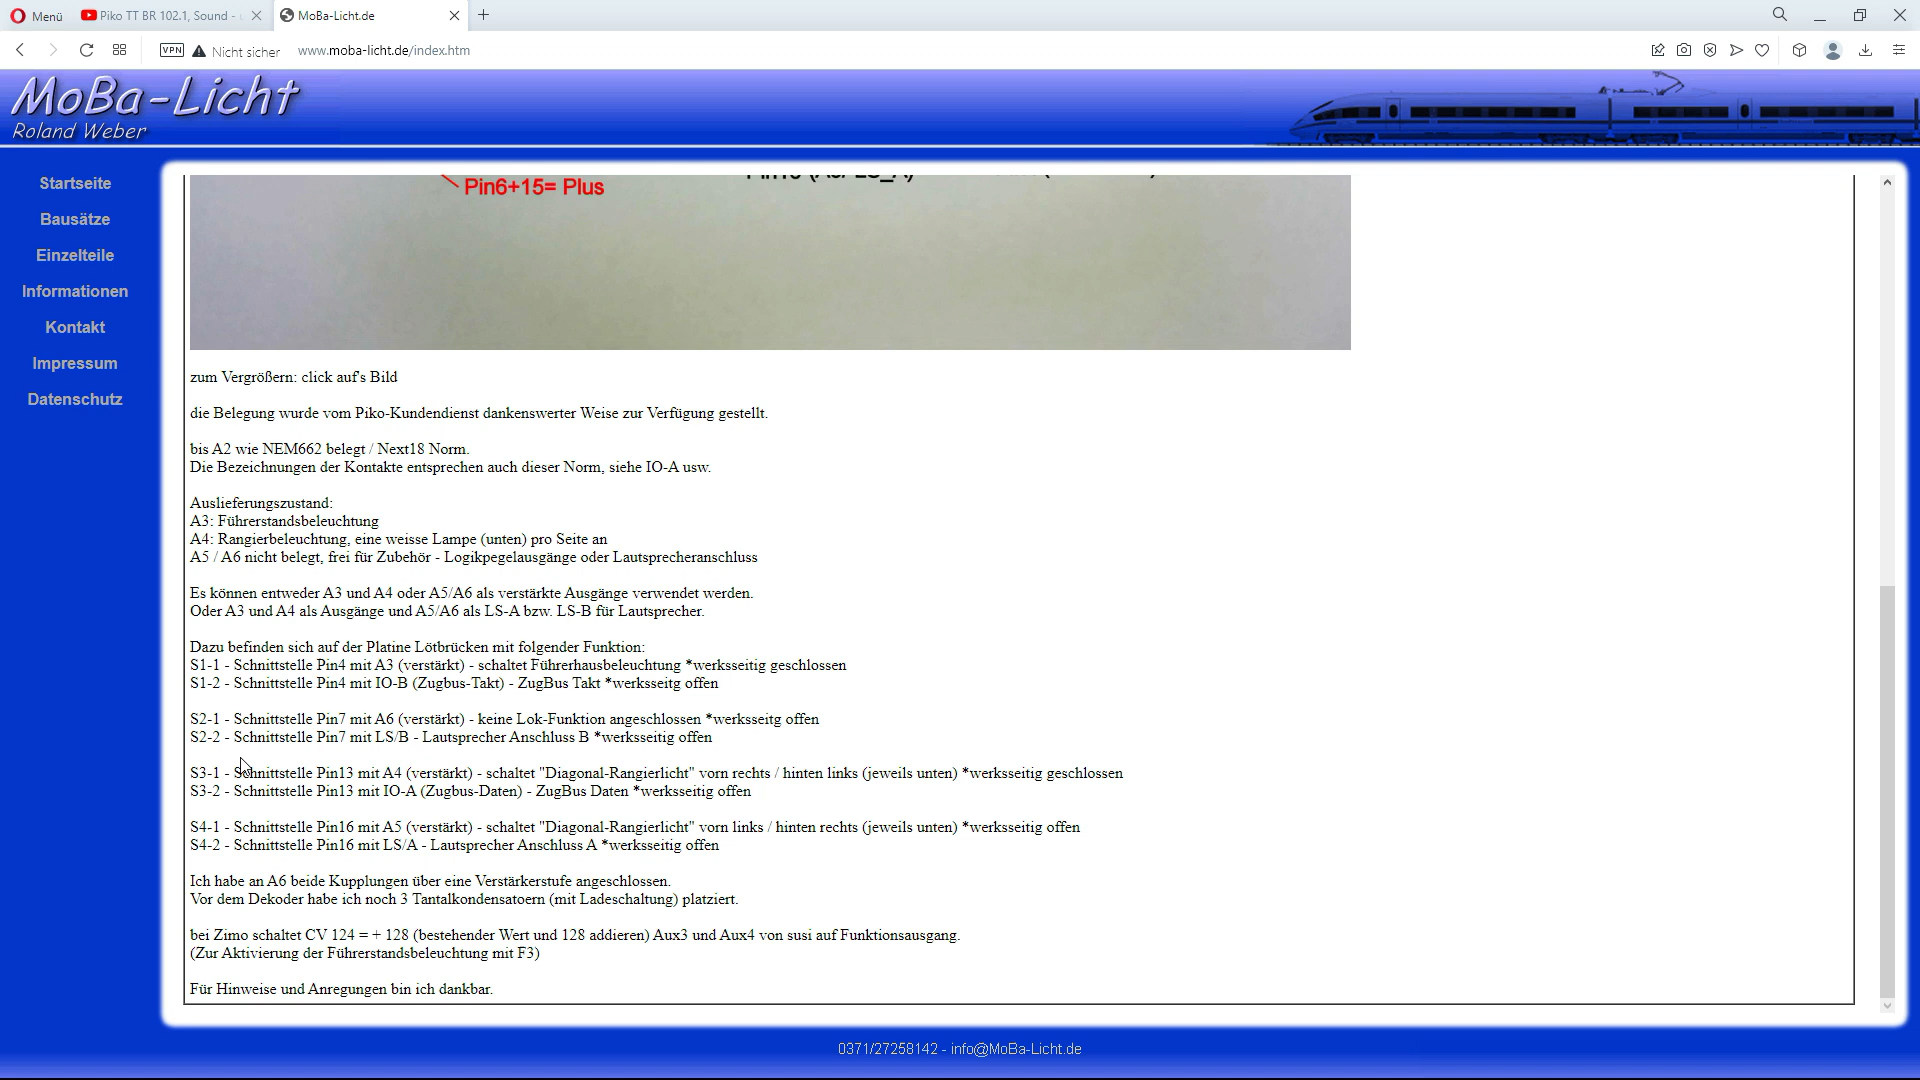 Menü
Piko TT BR 102.1, Sound -
MoBa-Licht.de
VPN
Nicht sicher
www.moba-licht.de/index.htm
MoBa-Licht
Roland Weber
Startseite
Bausätze
Einzelteile
Informationen
Kontakt
Impressum
Datenschutz
Pin6+15= Plus
zum Vergrößern: click auf's Bild
die Belegung wurde vom Piko-Kundendienst dankenswerter Weise zur Verfügung gestellt.
bis A2 wie NEM662 belegt / Next18 Norm.
Die Bezeichnungen der Kontakte entsprechen auch dieser Norm, siehe IO-A usw.
Auslieferungszustand:
A3: Führerstandsbeleuchtung
A4: Rangierbeleuchtung, eine weisse Lampe (unten) pro Seite an
A5 / A6 nicht belegt, frei für Zubehör - Logikpegelausgänge oder Lautsprecheranschluss
Es können entweder A3 und A4 oder A5/A6 als verstärkte Ausgänge verwendet werden.
Oder A3 und A4 als Ausgänge und A5/A6 als LS-A bzw. LS-B für Lautsprecher.
Dazu befinden sich auf der Platine Lötbrücken mit folgender Funktion:
S1-1 - Schnittstelle Pin4 mit A3 (verstärkt) - schaltet Führerhausbeleuchtung *werksseitig geschlossen
S1-2 - Schnittstelle Pin4 mit IO-B (Zugbus-Takt) - ZugBus Takt *werksseitg offen
S2-1 - Schnittstelle Pin7 mit A6 (verstärkt) - keine Lok-Funktion angeschlossen *werksseitg offen
S2-2 - Schnittstelle Pin7 mit LS/B - Lautsprecher Anschluss B *werksseitig offen
S3-1 - Schnittstelle Pin13 mit A4 (verstärkt) - schaltet "Diagonal-Rangierlicht" vorn rechts / hinten links (jeweils unten) *werksseitig geschlossen
S3-2 - Schnittstelle Pin13 mit IO-A (Zugbus-Daten) - ZugBus Daten *werksseitig offen
S4-1 - Schnittstelle Pin16 mit A5 (verstärkt) - schaltet "Diagonal-Rangierlicht" vorn links / hinten rechts (jeweils unten) *werksseitig offen
S4-2 - Schnittstelle Pin16 mit LS/A - Lautsprecher Anschluss A *werksseitig offen
Ich habe an A6 beide Kupplungen über eine Verstärkerstufe angeschlossen.
Vor dem Dekoder habe ich noch 3 Tantalkondensatoern (mit Ladeschaltung) platziert.
bei Zimo schaltet CV 124 = + 128 (bestehender Wert und 128 addieren) Aux3 und Aux4 von susi auf Funktionsausgang.
(Zur Aktivierung der Führerstandsbeleuchtung mit F3)
Für Hinweise und Anregungen bin ich dankbar.
0371/27258142 - info@MoBa-Licht.de